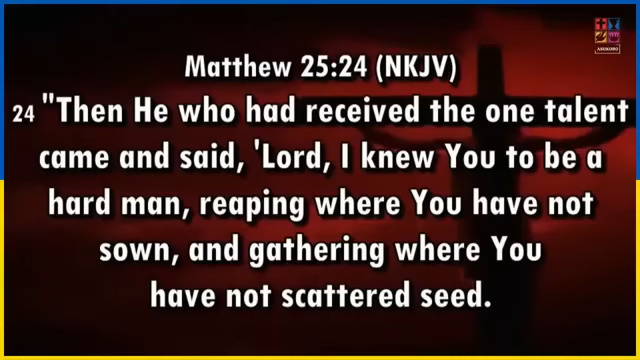 ASOKORO
Matthew 25:24 (NKJV)
24 "Then He who had received the one talent
came and said, 'Lord, I knew You to be a
hard man, reaping where You have not
sown, and gathering where You
have not scattered seed.